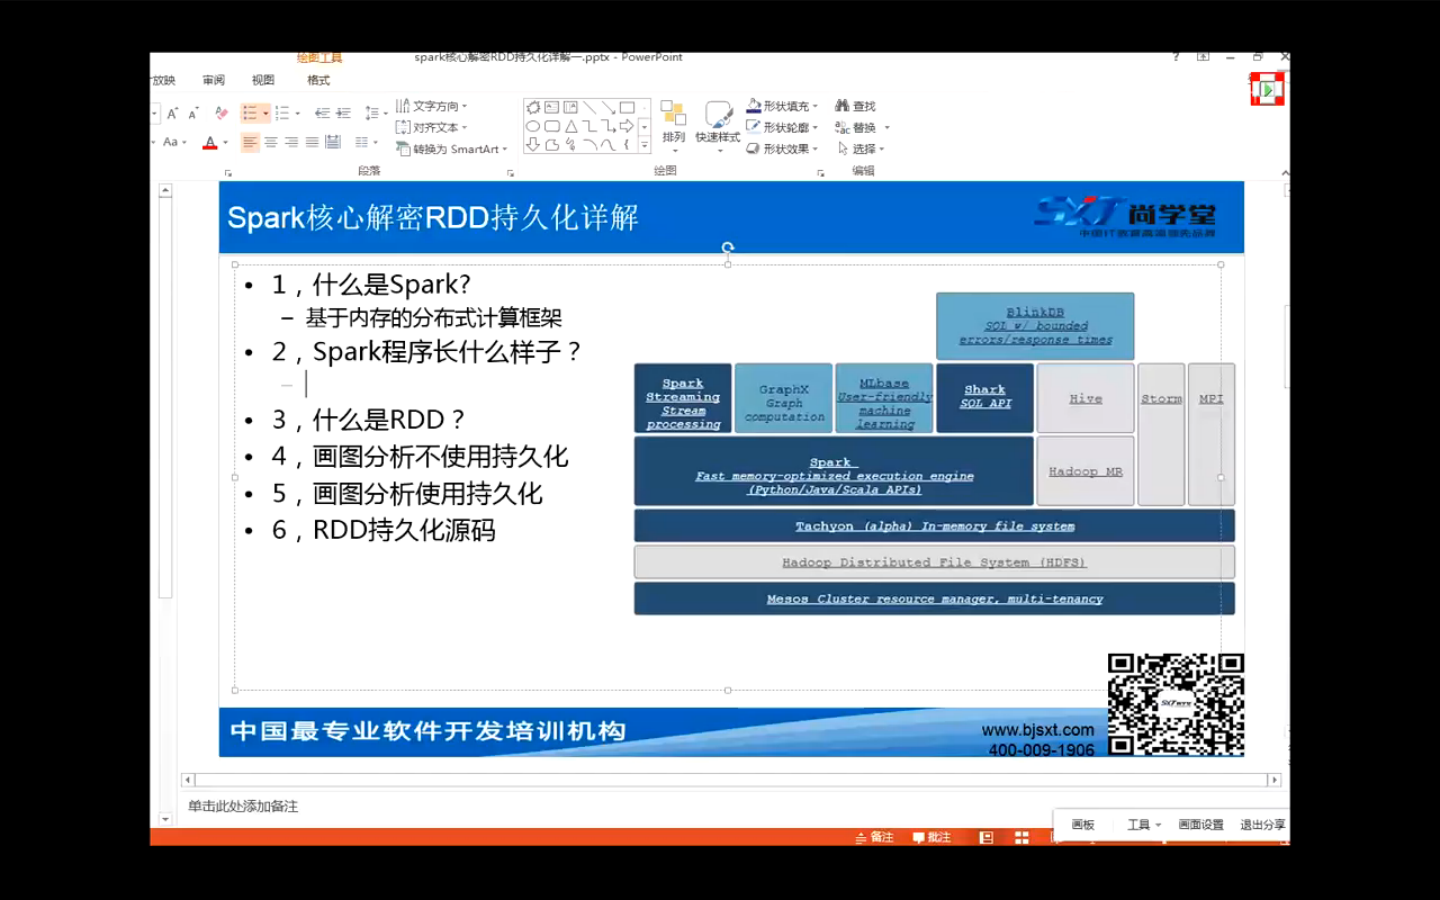 绘图工具
spark核心解密RDD持久化详解一.pptx - PowerPoint
放映 审阅 视图 格式
文字方向
对齐文本
转换为 SmartArt
排列
快速样式
形状填充
形状轮廓
形状效果
查找
替换
选择
Aa
段落
绘图
编辑
Spark核心解密RDD持久化详解
SXT 尚学堂
• 1，什么是Spark?
– 基于内存的分布式计算框架
• 2，Spark程序长什么样子？
–
• 3，什么是RDD？
• 4，画图分析不使用持久化
• 5，画图分析使用持久化
• 6，RDD持久化源码
BlinkDB
SQL w/ bounded
errors/response times
Spark
Streaming
Stream
processing
GraphX
Graph
computation
MLbase
User-friendly
machine
learning
Shark
SQL API
Hive
Storm
MPI
Spark
Fast memory-optimized execution engine
(Python/Java/Scala APIs)
Hadoop MR
Tachyon (alpha) In-memory file system
Hadoop Distributed File System (HDFS)
Mesos Cluster resource manager, multi-tenancy
中国最专业软件开发培训机构
www.bjsxt.com
400-009-1906
单击此处添加备注
画板 工具 画面设置 退出分享
备注 批注